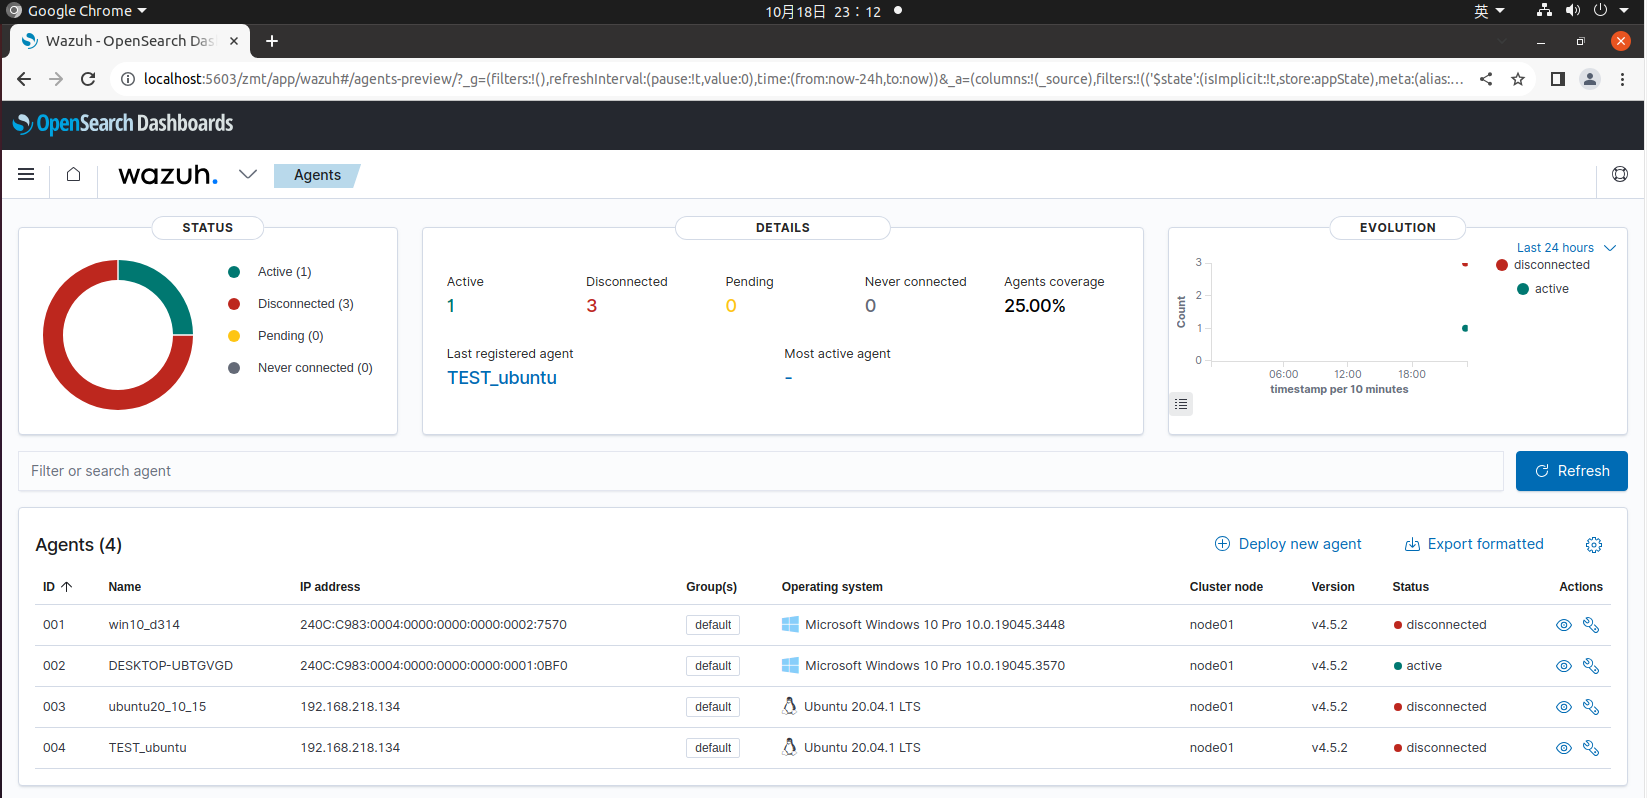 Google Chrome
10月18日 23：12
英
Wazuh - OpenSearch Das
localhost:5603/zmt/app/wazuh#/agents-preview/?_g=(filters:!(),refreshInterval:(pause:!t,value:0),time:(from:now-24h,to:now))&_a=(columns:!(_source),filters:!(('$state':(isImplicit:!t,store:appState),meta:(alias:...
OpenSearch Dashboards
wazuh.
Agents
STATUS
Active (1)
Disconnected (3)
Pending (0)
Never connected (0)
DETAILS
Active
Disconnected
Pending
Never connected
Agents coverage
1
3
0
0
25.00%
Last registered agent
Most active agent
TEST_ubuntu
-
EVOLUTION
Last 24 hours
disconnected
active
Count
3
2
1
0
06:00
12:00
18:00
timestamp per 10 minutes
Filter or search agent
Refresh
Agents (4)
Deploy new agent
Export formatted
ID Name IP address Group(s) Operating system Cluster node Version Status Actions
001 win10_d314 240C:C983:0004:0000:0000:0000:0002:7570 default Microsoft Windows 10 Pro 10.0.19045.3448 node01 v4.5.2 disconnected
002 DESKTOP-UBTGVGD 240C:C983:0004:0000:0000:0000:0001:0BF0 default Microsoft Windows 10 Pro 10.0.19045.3570 node01 v4.5.2 active
003 ubuntu20_10_15 192.168.218.134 default Ubuntu 20.04.1 LTS node01 v4.5.2 disconnected
004 TEST_ubuntu 192.168.218.134 default Ubuntu 20.04.1 LTS node01 v4.5.2 disconnected